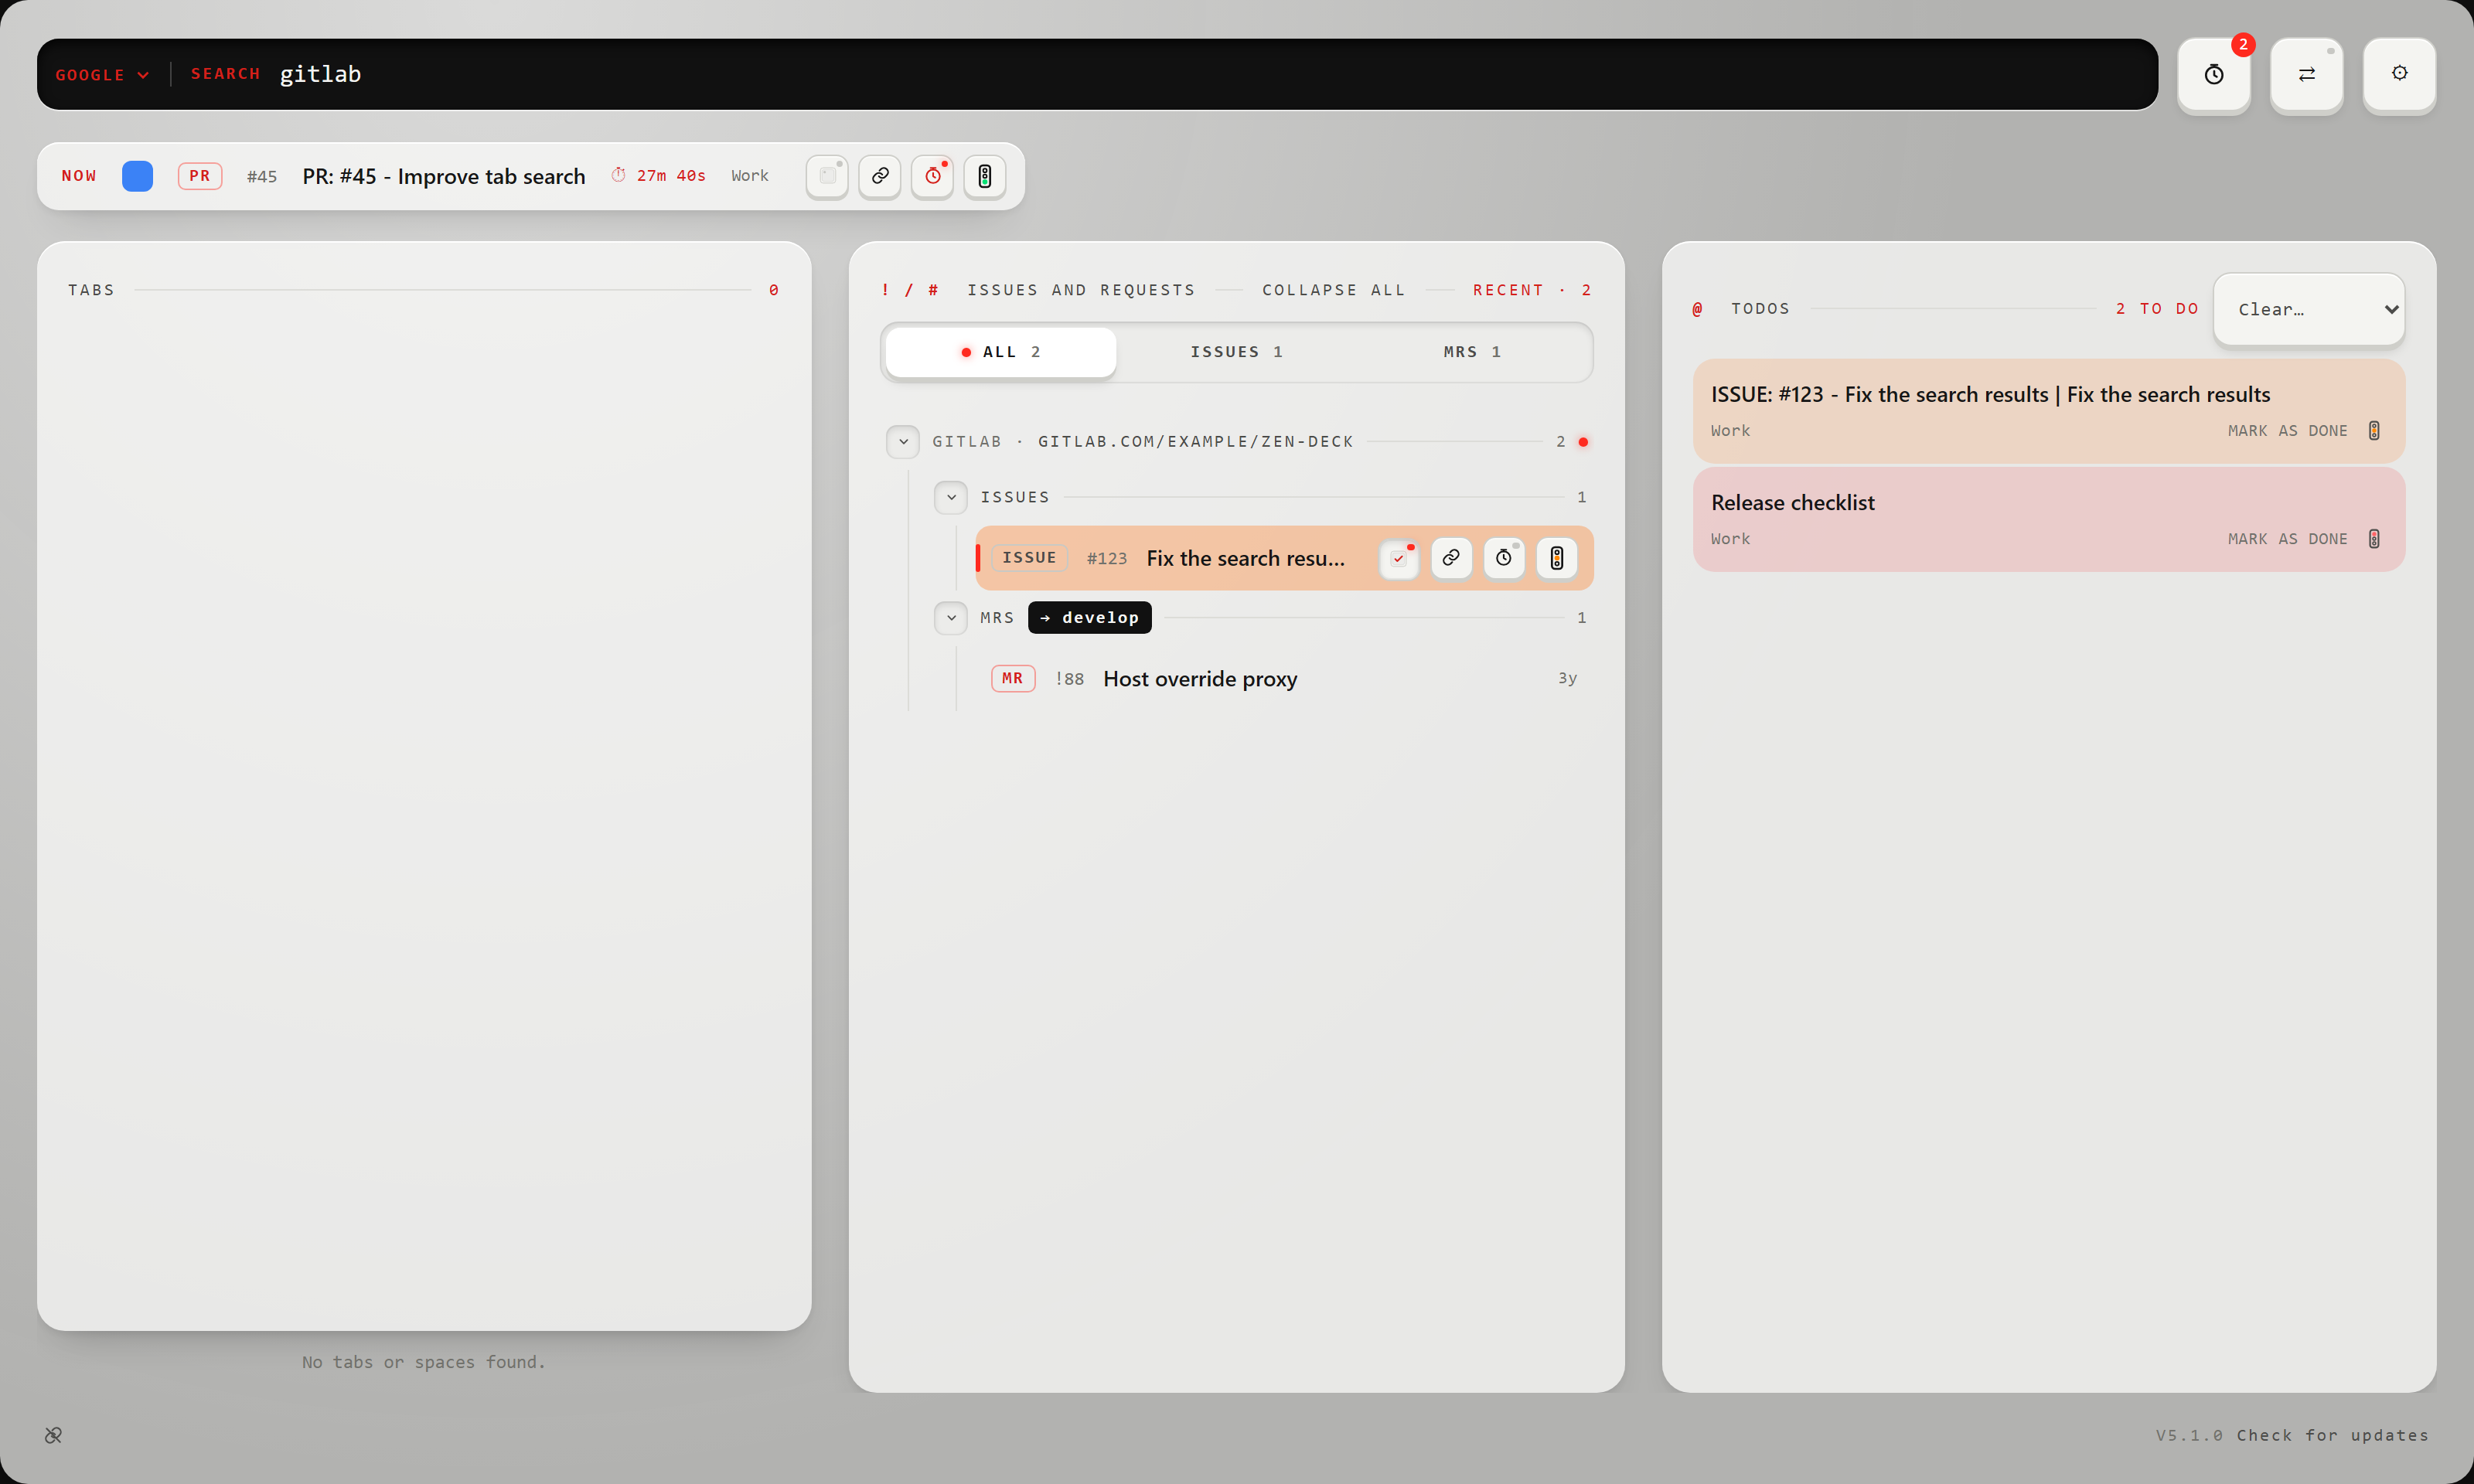 GOOGLE SEARCH gitlab 2
NOW PR #45 PR: #45 - Improve tab search 27m 40s Work
TABS 0
No tabs or spaces found.
! / # ISSUES AND REQUESTS COLLAPSE ALL RECENT · 2
ALL 2 ISSUES 1 MRS 1
GITLAB · GITLAB.COM/EXAMPLE/ZEN-DECK 2
ISSUES 1
ISSUE #123 Fix the search resu...
MRS → develop 1
MR !88 Host override proxy 3y
@ TODOS 2 TO DO Clear…
ISSUE: #123 - Fix the search results | Fix the search results
Work MARK AS DONE
Release checklist
Work MARK AS DONE
V5.1.0 Check for updates